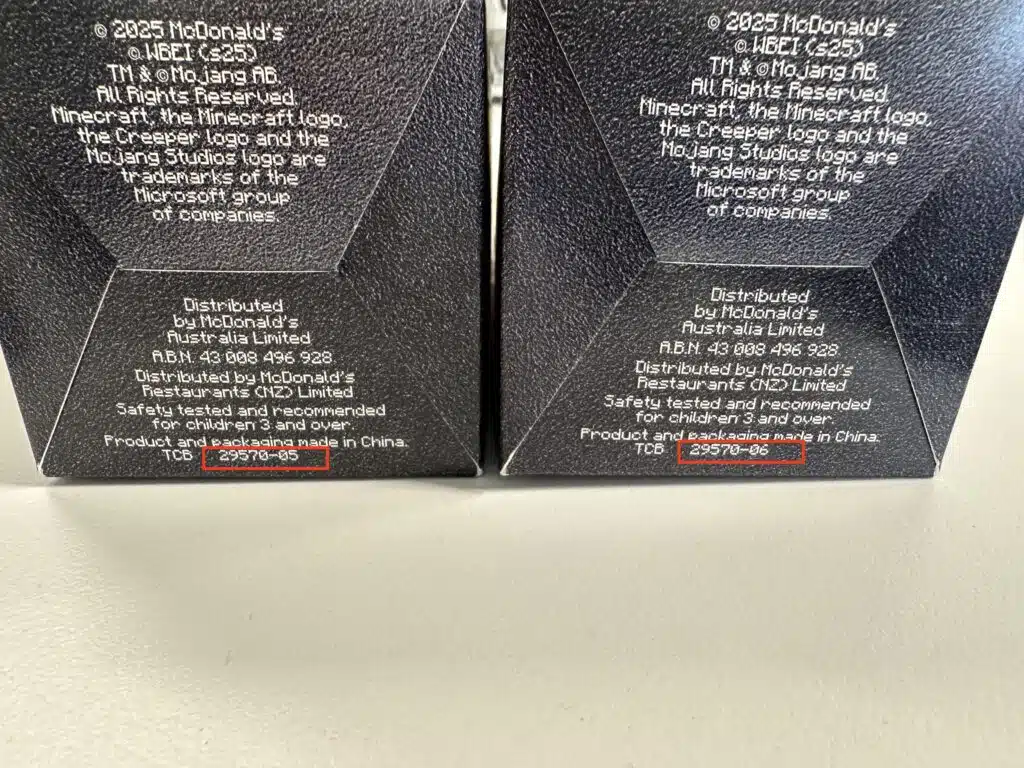 © 2025 McDonald's
© WBEI (s25)
TM & © Mojang AB.
All Rights Reserved.
Minecraft, the Minecraft logo,
the Creeper logo and the
Mojang Studios logo are
trademarks of the
Microsoft group
of companies.
Distributed
by McDonald's
Australia Limited
A.B.N. 43 008 496 928.
Distributed by McDonald's
Restaurants (NZ) Limited
Safety tested and recommended
for children 3 and over.
Product and packaging made in China.
TCB 29570-05
© 2025 McDonald's
© WBEI (s25)
TM & © Mojang AB.
All Rights Reserved.
Minecraft, the Minecraft logo,
the Creeper logo and the
Mojang Studios logo are
trademarks of the
Microsoft group
of companies.
Distributed
by McDonald's
Australia Limited
A.B.N. 43 008 496 928.
Distributed by McDonald's
Restaurants (NZ) Limited
Safety tested and recommended
for children 3 and over.
Product and packaging made in China.
TCB 29570-06